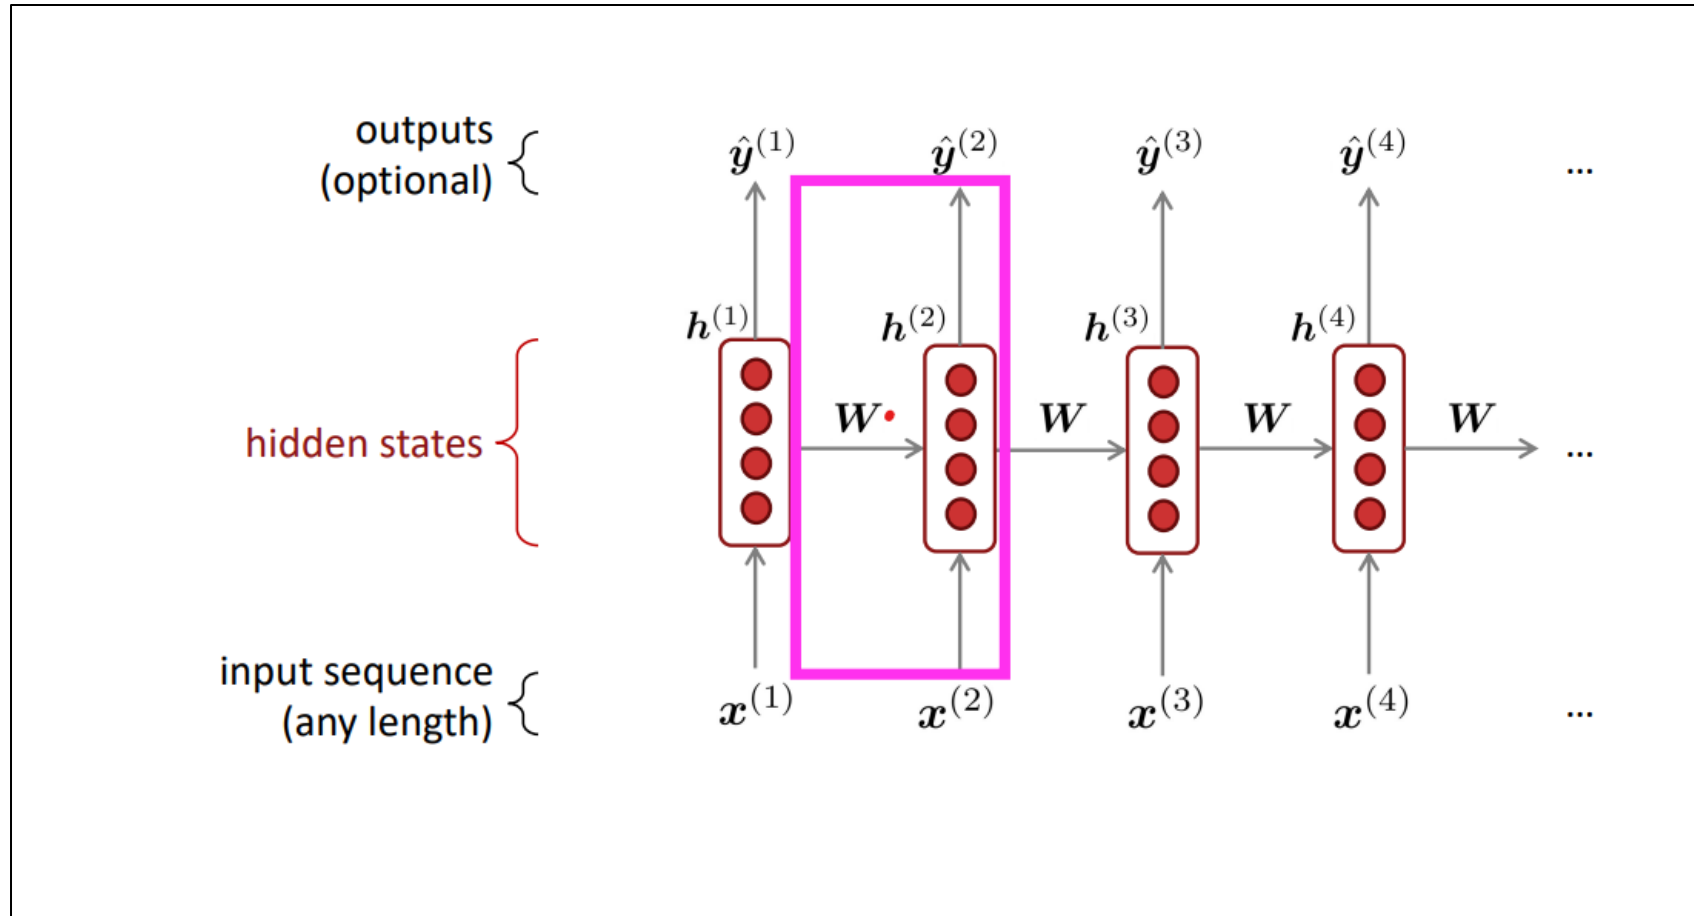 outputs
(optional)
ŷ(1) ŷ(2) ŷ(3) ŷ(4) ...
h(1) h(2) h(3) h(4)
W W W W
hidden states
...
input sequence
(any length)
x(1) x(2) x(3) x(4) ...